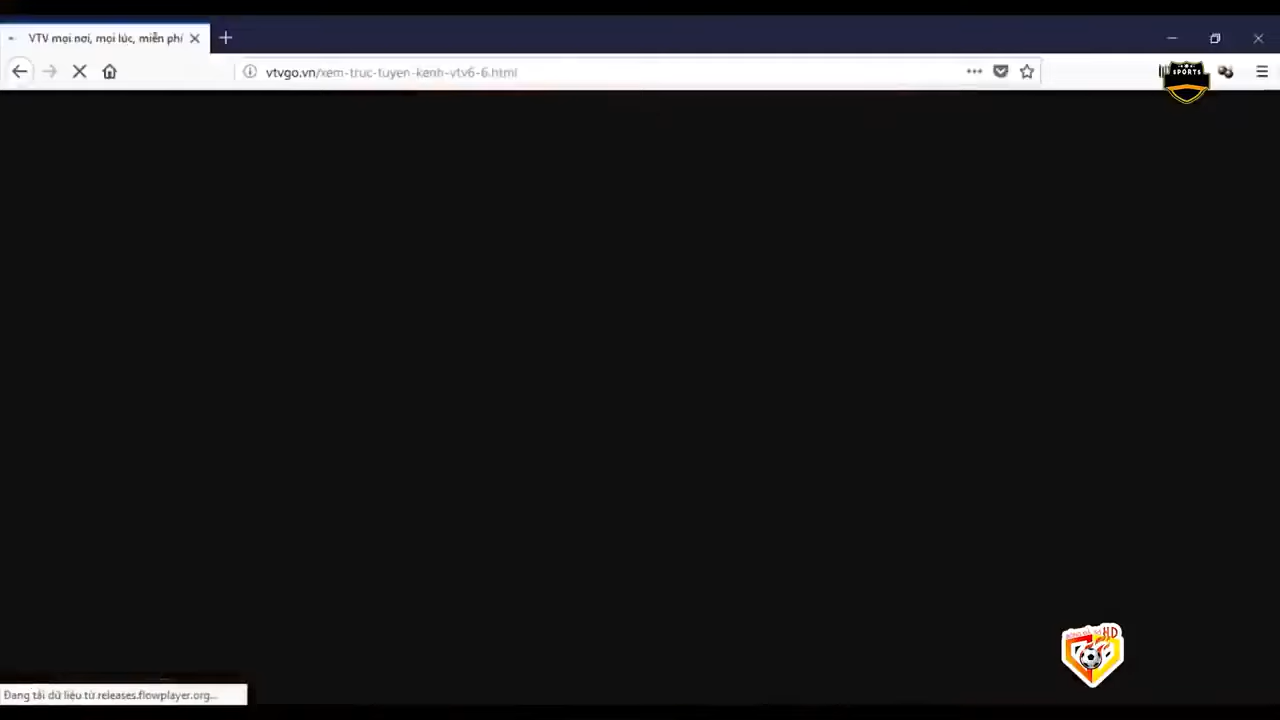 VTV mọi nơi, mọi lúc, miễn phí
vtvgo.vn/xem-truc-tuyen-kenh-vtv6-6.html
SPORTS
HD
Đang tải dữ liệu từ releases.flowplayer.org...